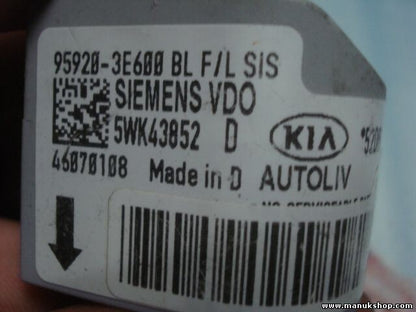 95920-3E600 BL F/L SIS
SIEMENS VDO
5WK43852 D KIA
46070108 Made in D AUTOLIV
www.manukshop.com